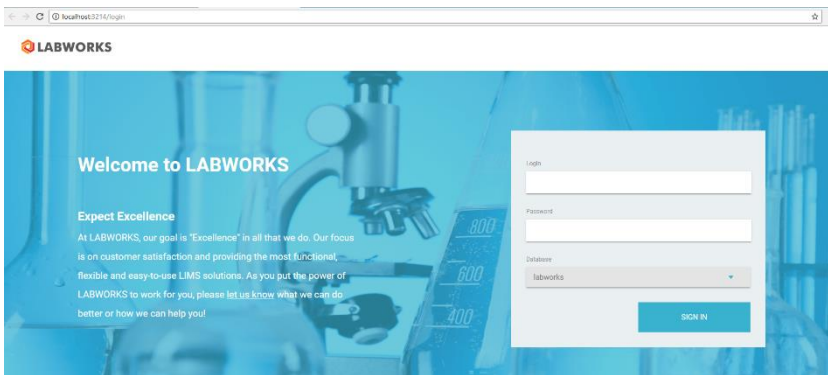 localhost:3214/login
LABWORKS
Welcome to LABWORKS
Expect Excellence
At LABWORKS, our goal is "Excellence" in all that we do. Our focus
is on customer satisfaction and providing the most functional,
flexible and easy-to-use LIMS solutions. As you put the power of
LABWORKS to work for you, please let us know what we can do
better or how we can help you!
Login
Password
Database
labworks
SIGN IN
800
600
400